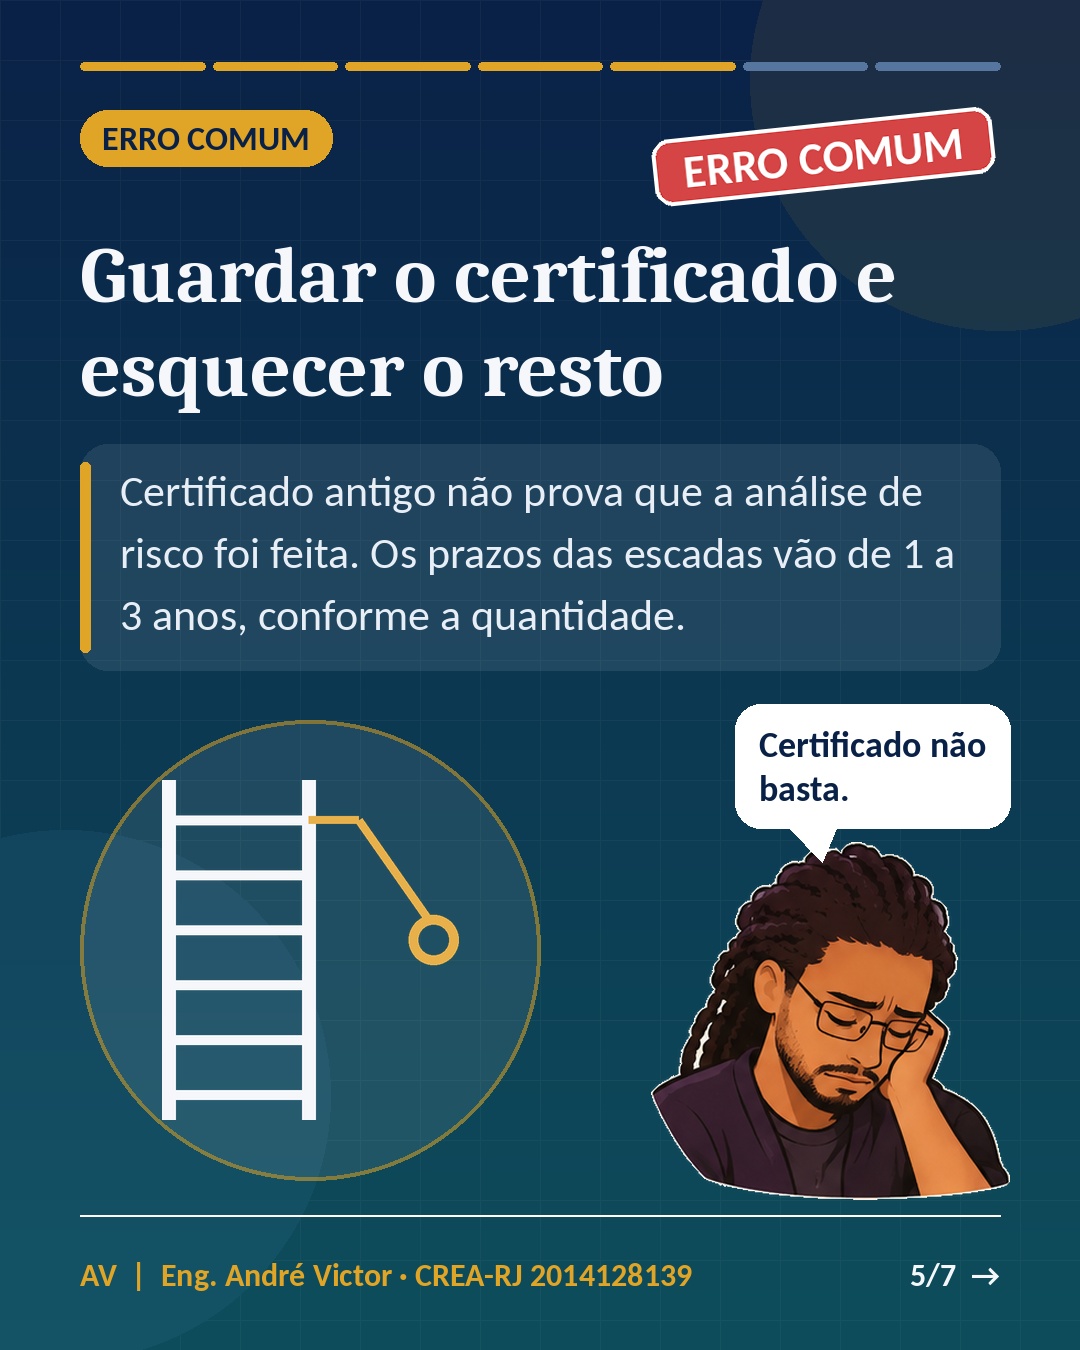 ERRO COMUM
ERRO COMUM
Guardar o certificado e
esquecer o resto
Certificado antigo não prova que a análise de
risco foi feita. Os prazos das escadas vão de 1 a
3 anos, conforme a quantidade.
Certificado não
basta.
AV | Eng. André Victor · CREA-RJ 2014128139
5/7 →